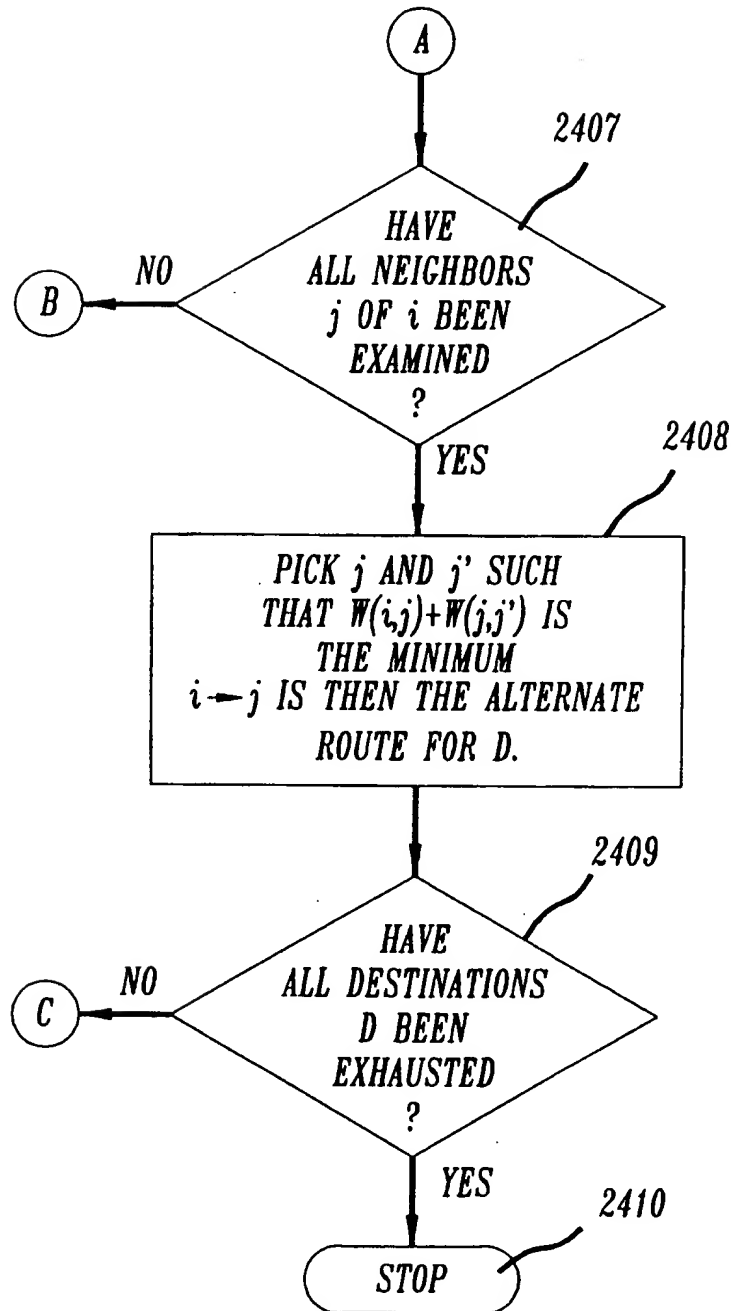 A
2407
HAVE
ALL NEIGHBORS
j OF i BEEN
EXAMINED
?
NO
B
YES
2408
PICK j AND j' SUCH
THAT W(i,j)+W(j,j') IS
THE MINIMUM
i→j IS THEN THE ALTERNATE
ROUTE FOR D.
2409
HAVE
ALL DESTINATIONS
D BEEN
EXHAUSTED
?
NO
C
YES
2410
STOP